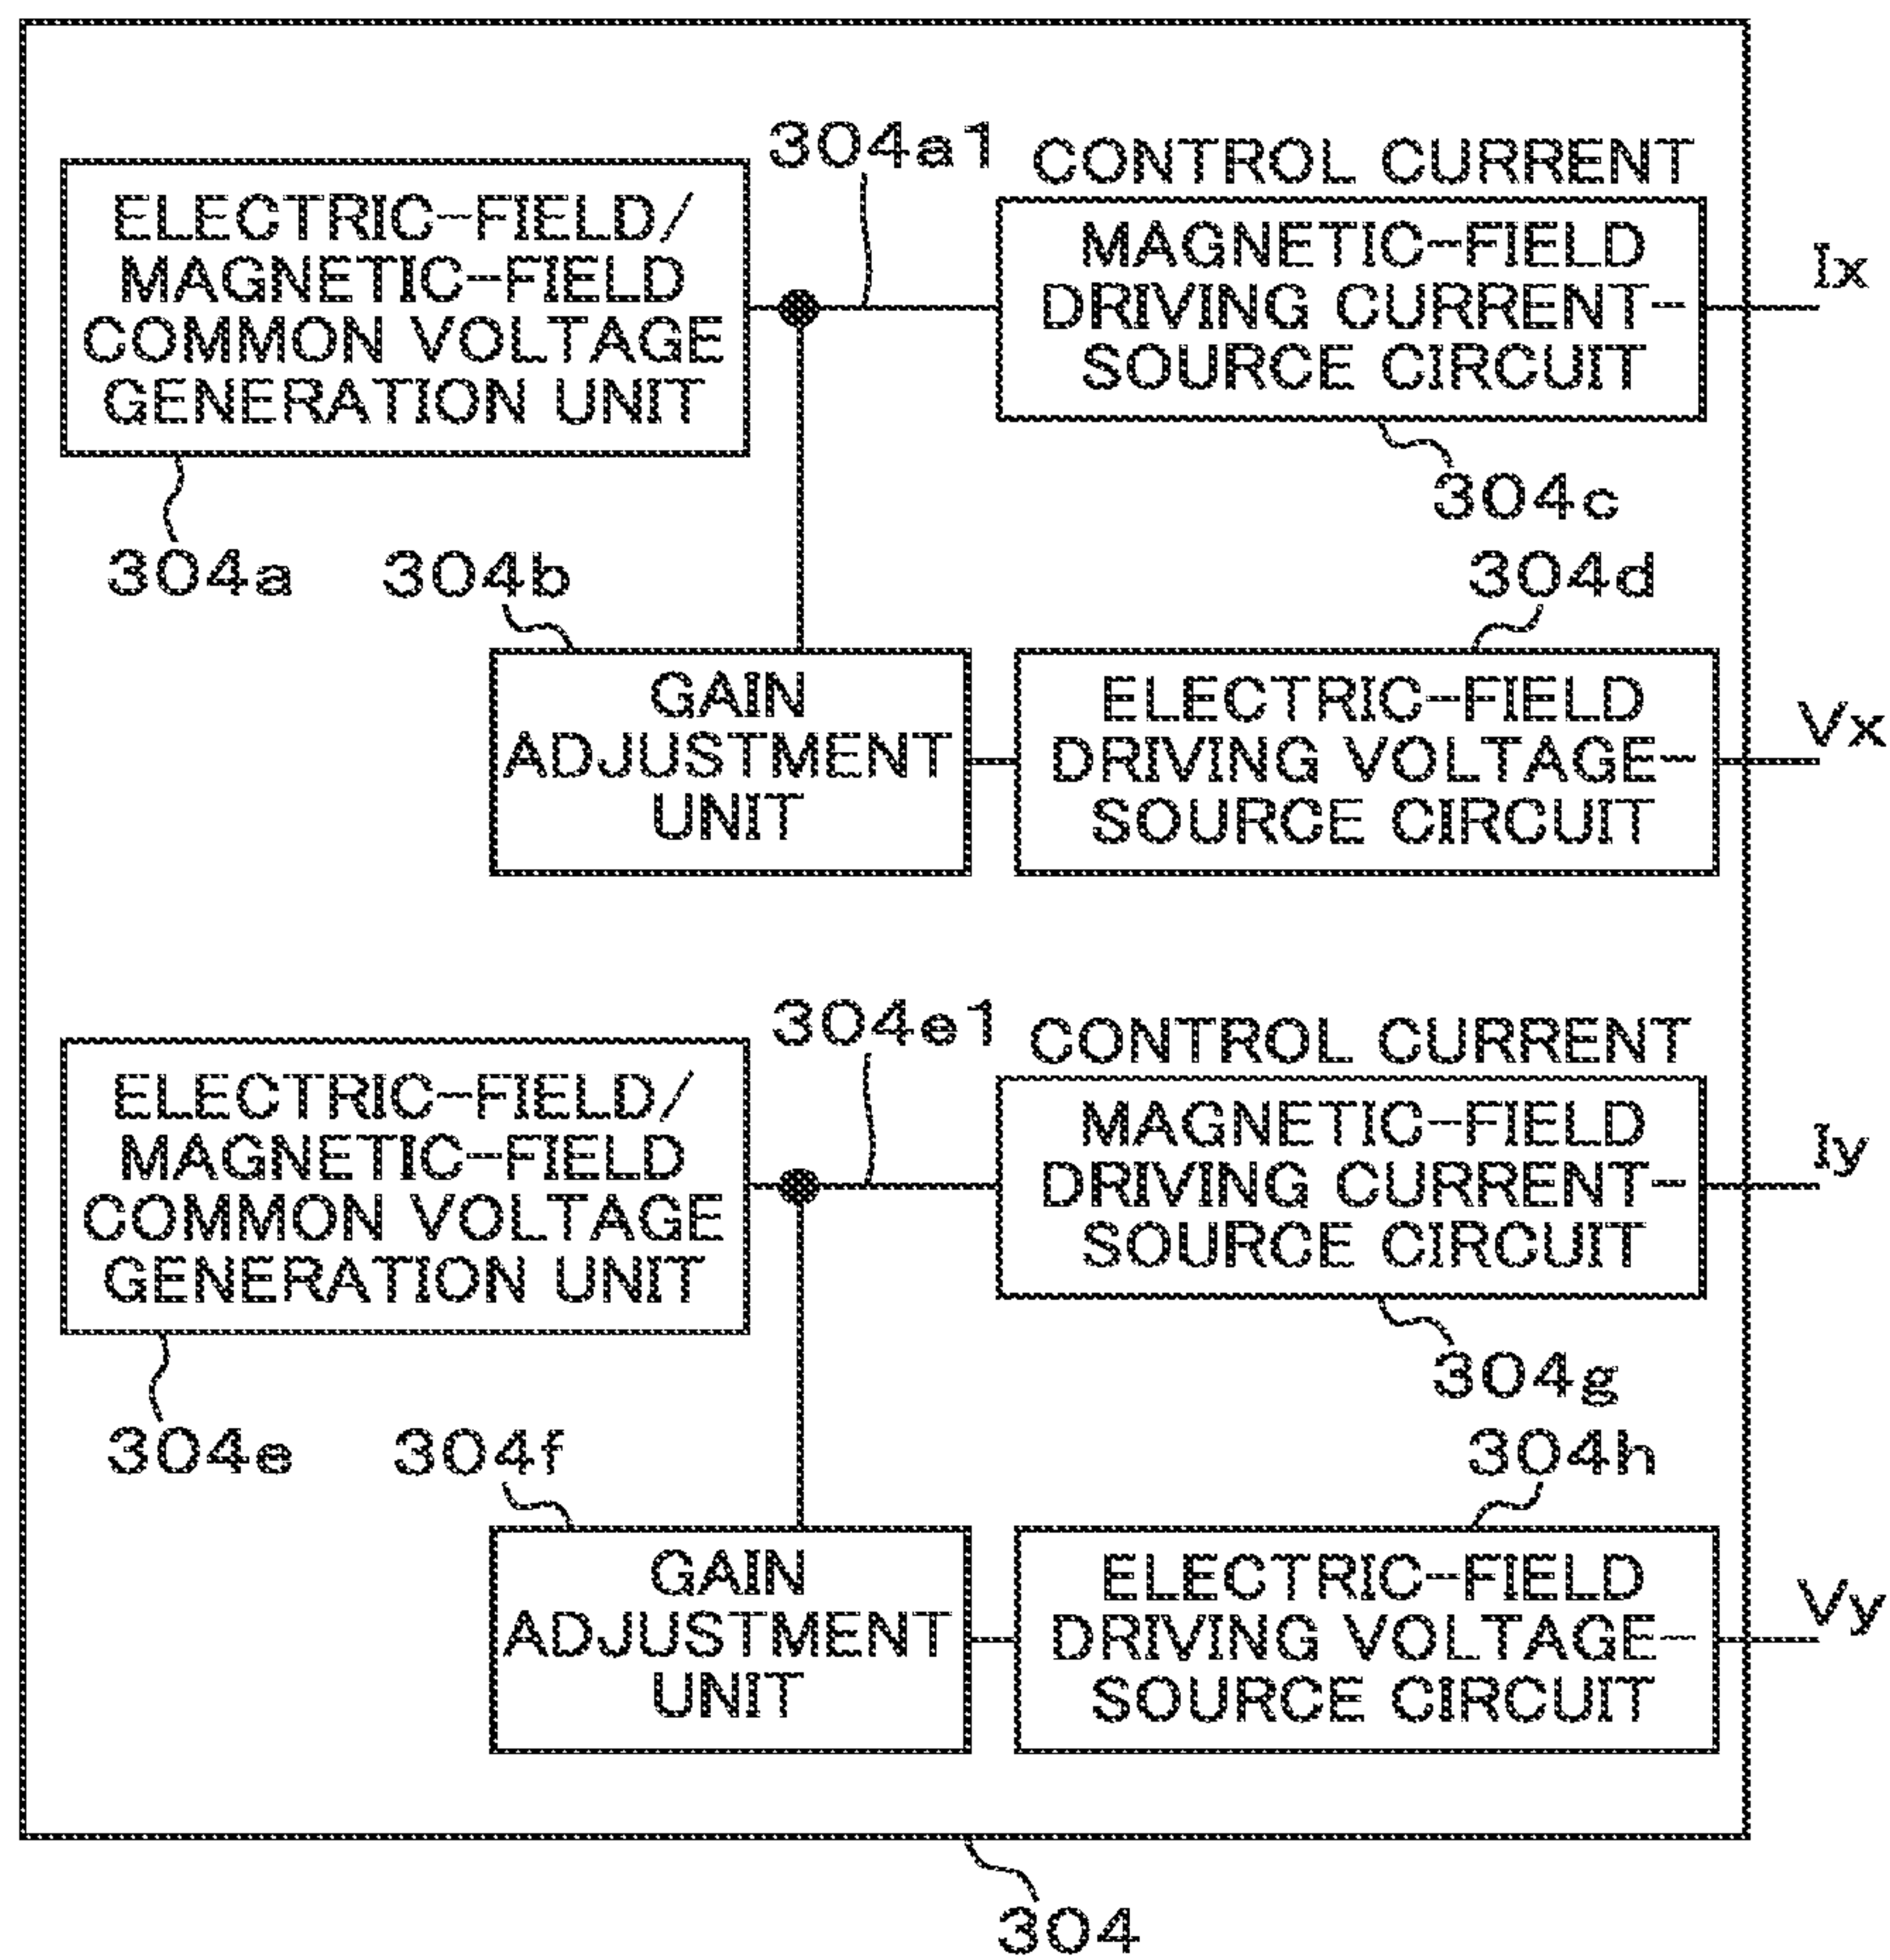 304a1
CONTROL CURRENT
ELECTRIC-FIELD/
MAGNETIC-FIELD
COMMON VOLTAGE
GENERATION UNIT
MAGNETIC-FIELD
DRIVING CURRENT-
SOURCE CIRCUIT
Ix
304c
304a
304b
304d
GAIN
ADJUSTMENT
UNIT
ELECTRIC-FIELD
DRIVING VOLTAGE-
SOURCE CIRCUIT
Vx
304e1
CONTROL CURRENT
ELECTRIC-FIELD/
MAGNETIC-FIELD
COMMON VOLTAGE
GENERATION UNIT
MAGNETIC-FIELD
DRIVING CURRENT-
SOURCE CIRCUIT
Iy
304g
304e
304f
304h
GAIN
ADJUSTMENT
UNIT
ELECTRIC-FIELD
DRIVING VOLTAGE-
SOURCE CIRCUIT
Vy
304